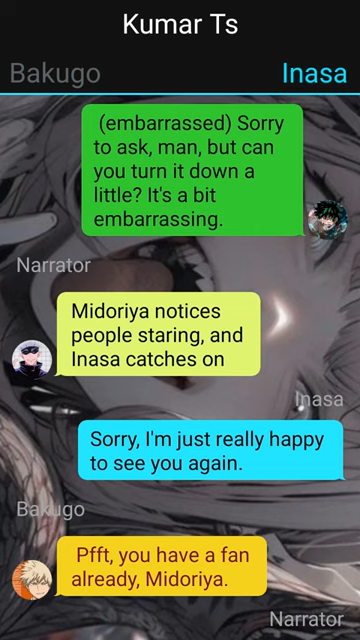 Kumar Ts
Bakugo
Inasa
(embarrassed) Sorry
to ask, man, but can
you turn it down a
little? It's a bit
embarrassing.
Narrator
Midoriya notices
people staring, and
Inasa catches on
Inasa
Sorry, I'm just really happy
to see you again.
Bakugo
Pfft, you have a fan
already, Midoriya.
Narrator